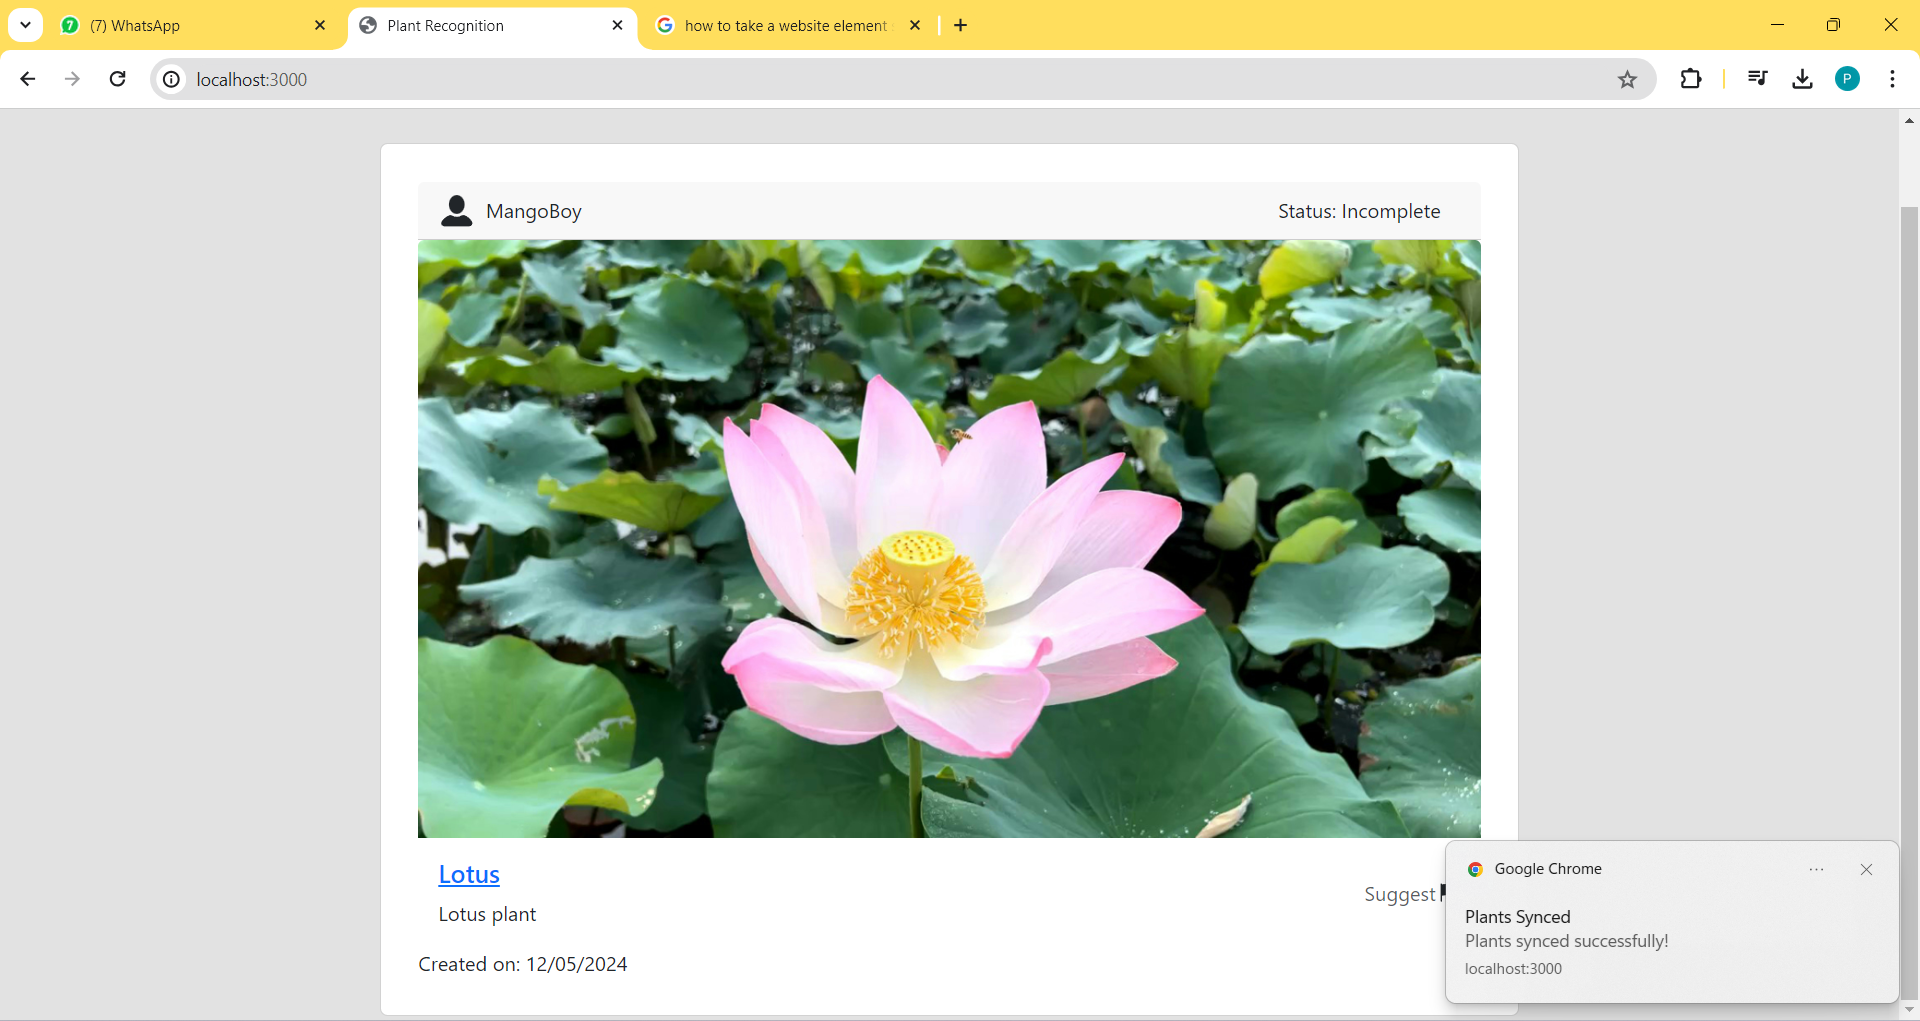 7 (7) WhatsApp
Plant Recognition
how to take a website element
localhost:3000
P
MangoBoy
Status: Incomplete
Lotus
Lotus plant
Suggest
Created on: 12/05/2024
Google Chrome
Plants Synced
Plants synced successfully!
localhost:3000